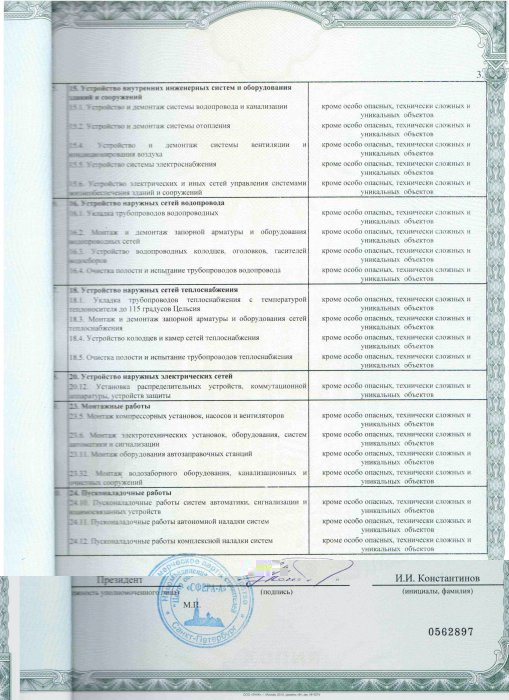 3
15. Устройство внутренних инженерных систем и оборудования
зданий и сооружений
15.1. Устройство и демонтаж системы водопровода и канализации
кроме особо опасных, технически сложных и
уникальных объектов
15.2. Устройство и демонтаж системы отопления
кроме особо опасных, технически сложных и
уникальных объектов
15.4. Устройство и демонтаж системы вентиляции и
кондиционирования воздуха
кроме особо опасных, технически сложных и
уникальных объектов
15.5. Устройство системы электроснабжения
кроме особо опасных, технически сложных и
уникальных объектов
15.6. Устройство электрических и иных сетей управления системами
жизнеобеспечения зданий и сооружений
кроме особо опасных, технически сложных и
уникальных объектов
16. Устройство наружных сетей водопровода
16.1. Укладка трубопроводов водопроводных
кроме особо опасных, технически сложных и
уникальных объектов
16.2. Монтаж и демонтаж запорной арматуры и оборудования
водопроводных сетей
кроме особо опасных, технически сложных и
уникальных объектов
16.3. Устройство водопроводных колодцев, оголовков, гасителей
водосборов
кроме особо опасных, технически сложных и
уникальных объектов
16.4. Очистка полости и испытание трубопроводов водопровода
кроме особо опасных, технически сложных и
уникальных объектов
18. Устройство наружных сетей теплоснабжения
18.1. Укладка трубопроводов теплоснабжения с температурой
теплоносителя до 115 градусов Цельсия
кроме особо опасных, технически сложных и
уникальных объектов
18.3. Монтаж и демонтаж запорной арматуры и оборудования сетей
теплоснабжения
кроме особо опасных, технически сложных и
уникальных объектов
18.4. Устройство колодцев и камер сетей теплоснабжения
кроме особо опасных, технически сложных и
уникальных объектов
18.5. Очистка полости и испытание трубопроводов теплоснабжения
кроме особо опасных, технически сложных и
уникальных объектов
20. Устройство наружных электрических сетей
20.12. Установка распределительных устройств, коммутационной
аппаратуры, устройств защиты
кроме особо опасных, технически сложных и
уникальных объектов
23. Монтажные работы
23.5. Монтаж компрессорных установок, насосов и вентиляторов
кроме особо опасных, технически сложных и
уникальных объектов
23.6. Монтаж электротехнических установок, оборудования, систем
автоматики и сигнализации
кроме особо опасных, технически сложных и
уникальных объектов
23.11. Монтаж оборудования автозаправочных станций
кроме особо опасных, технически сложных и
уникальных объектов
23.32. Монтаж водозаборного оборудования, канализационных и
очистных сооружений
кроме особо опасных, технически сложных и
уникальных объектов
24. Пусконаладочные работы
24.10. Пусконаладочные работы систем автоматики, сигнализации и
взаимосвязанных устройств
кроме особо опасных, технически сложных и
уникальных объектов
24.11. Пусконаладочные работы автономной наладки систем
кроме особо опасных, технически сложных и
уникальных объектов
24.12. Пусконаладочные работы комплексной наладки систем
кроме особо опасных, технически сложных и
уникальных объектов
Президент
И.И. Константинов
уполномоченного лица)
(подпись)
(инициалы, фамилия)
М.П.
«СФЕРА-А»
Санкт-Петербург
0562897